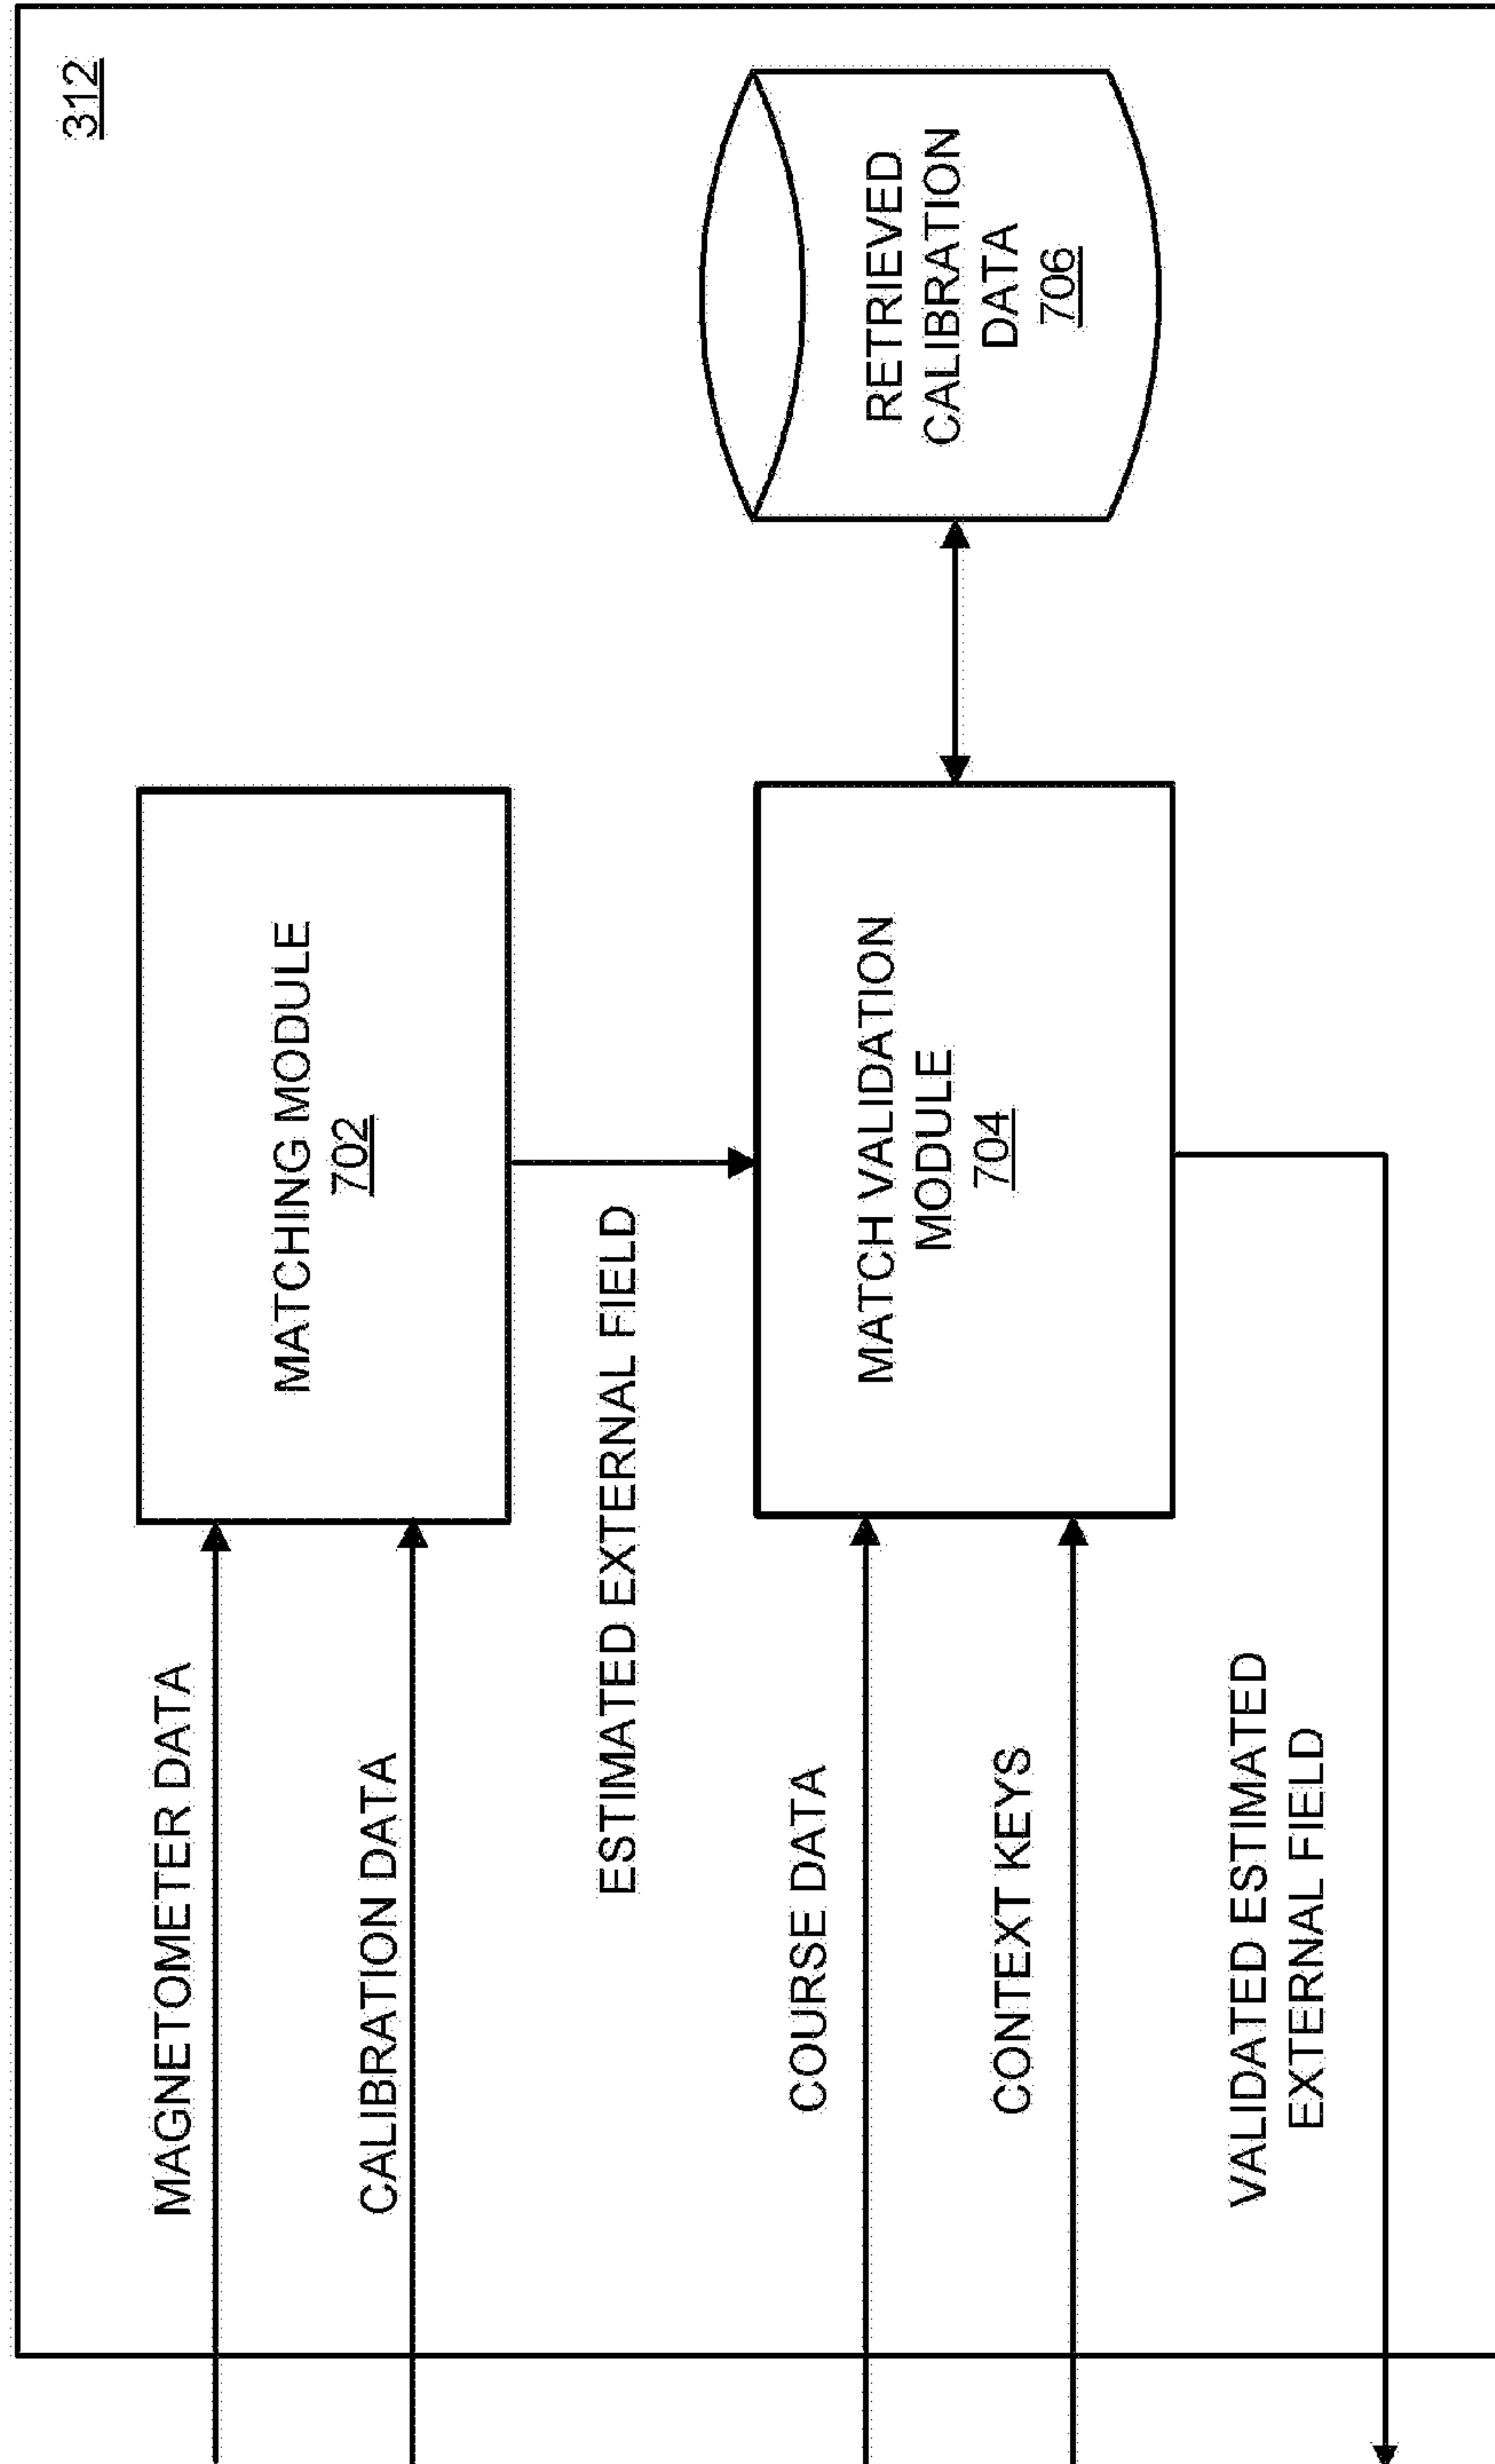 312
MAGNETOMETER DATA
MATCHING MODULE
702
CALIBRATION DATA
ESTIMATED EXTERNAL FIELD
COURSE DATA
MATCH VALIDATION
MODULE
704
RETRIEVED
CALIBRATION
DATA
706
CONTEXT KEYS
VALIDATED ESTIMATED
EXTERNAL FIELD